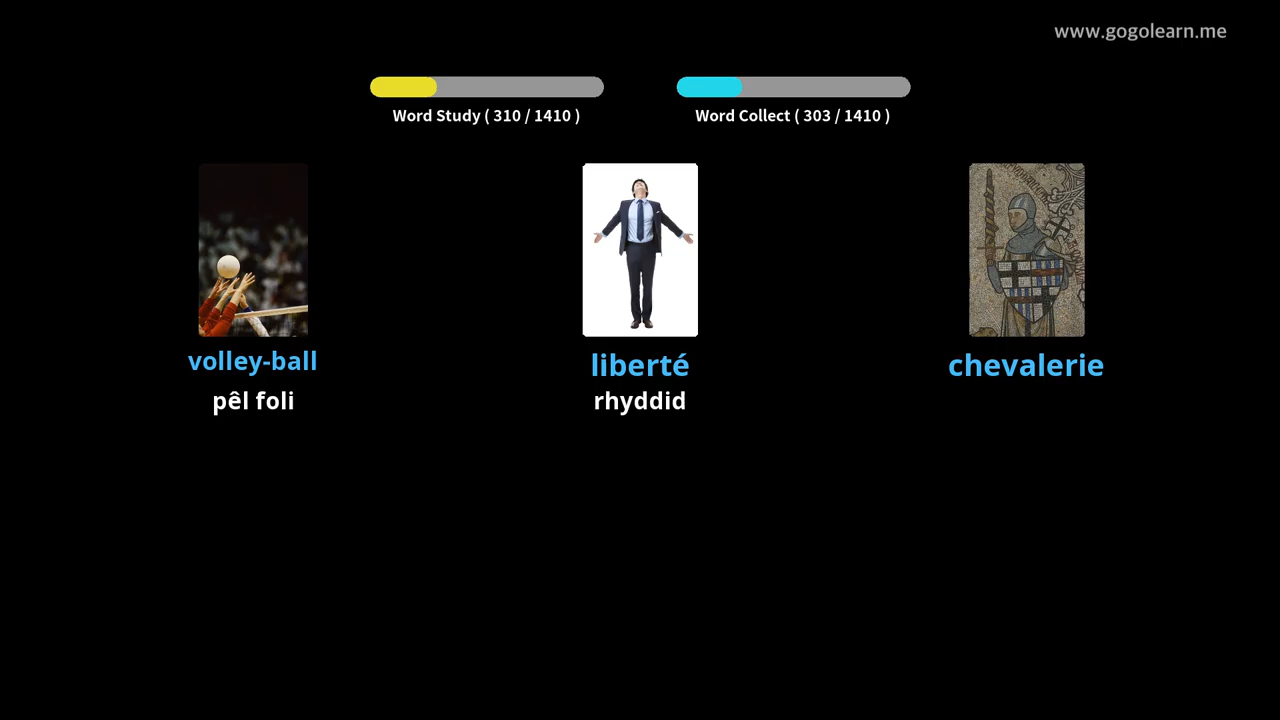 www.gogolearn.me
Word Study ( 310 / 1410 )
Word Collect ( 303 / 1410 )
volley-ball
pêl foli
liberté
rhyddid
chevalerie